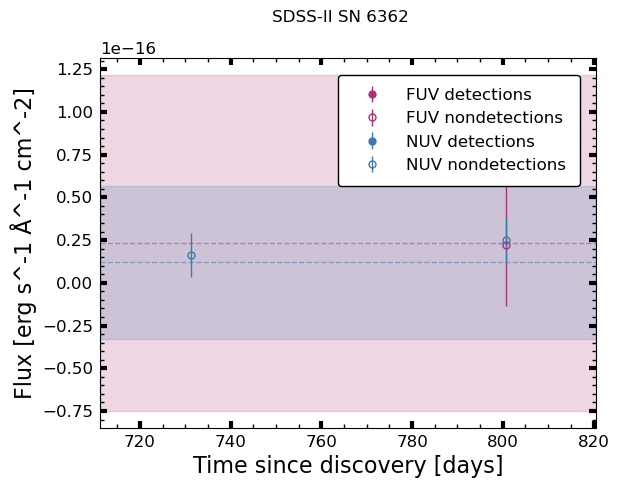 SDSS-II SN 6362
1e−16
FUV detections
FUV nondetections
NUV detections
NUV nondetections
1.25
1.00
0.75
0.50
0.25
0.00
−0.25
−0.50
−0.75
Flux [erg s^-1 Å^-1 cm^-2]
720
740
760
780
800
820
Time since discovery [days]